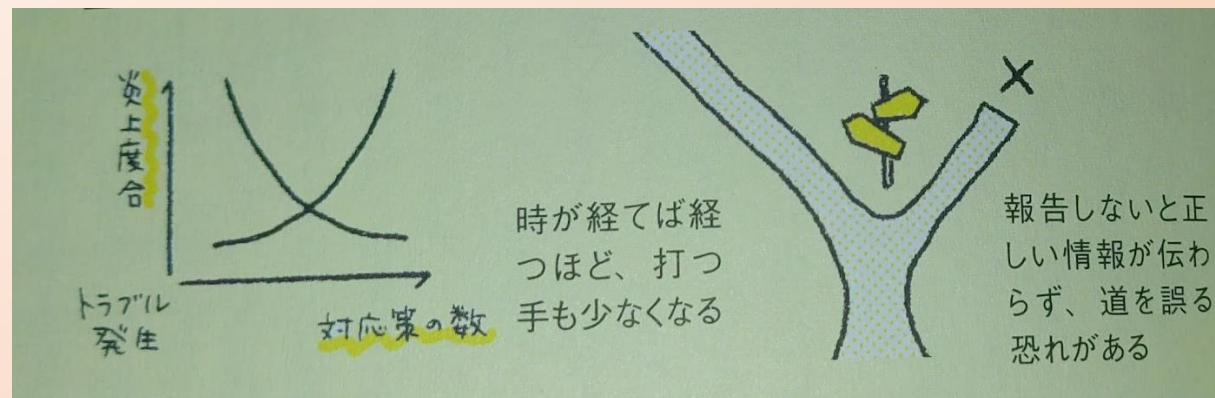 炎上度合
トラブル
発生
対応策の数
時が経てば経
つほど、打つ
手も少なくなる
報告しないと正
しい情報が伝わ
らず、道を誤る
恐れがある